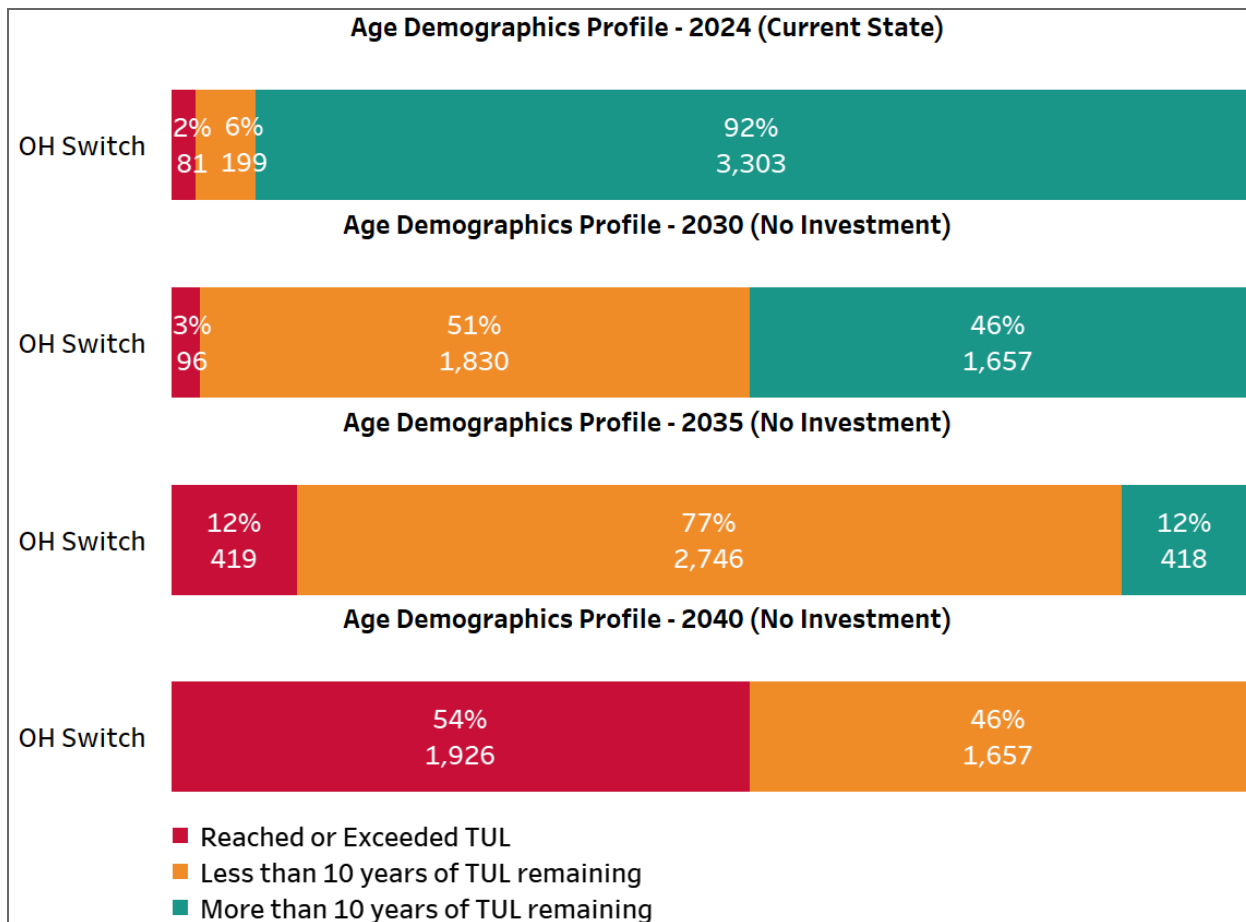 Age Demographics Profile - 2024 (Current State)
OH Switch
2% 6% 92%
81 199 3,303
Age Demographics Profile - 2030 (No Investment)
OH Switch
3% 51% 46%
96 1,830 1,657
Age Demographics Profile - 2035 (No Investment)
OH Switch
12% 77% 12%
419 2,746 418
Age Demographics Profile - 2040 (No Investment)
OH Switch
54% 46%
1,926 1,657
Reached or Exceeded TUL
Less than 10 years of TUL remaining
More than 10 years of TUL remaining